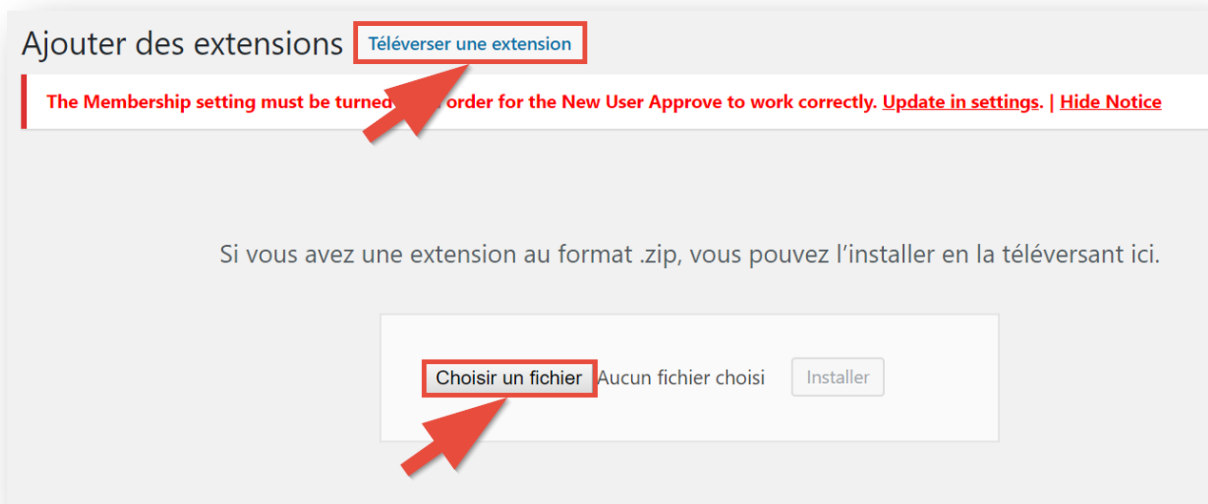 Ajouter des extensions Téléverser une extension
The Membership setting must be turned order for the New User Approve to work correctly. Update in settings. | Hide Notice
Si vous avez une extension au format .zip, vous pouvez l’installer en la téléversant ici.
Choisir un fichier Aucun fichier choisi Installer